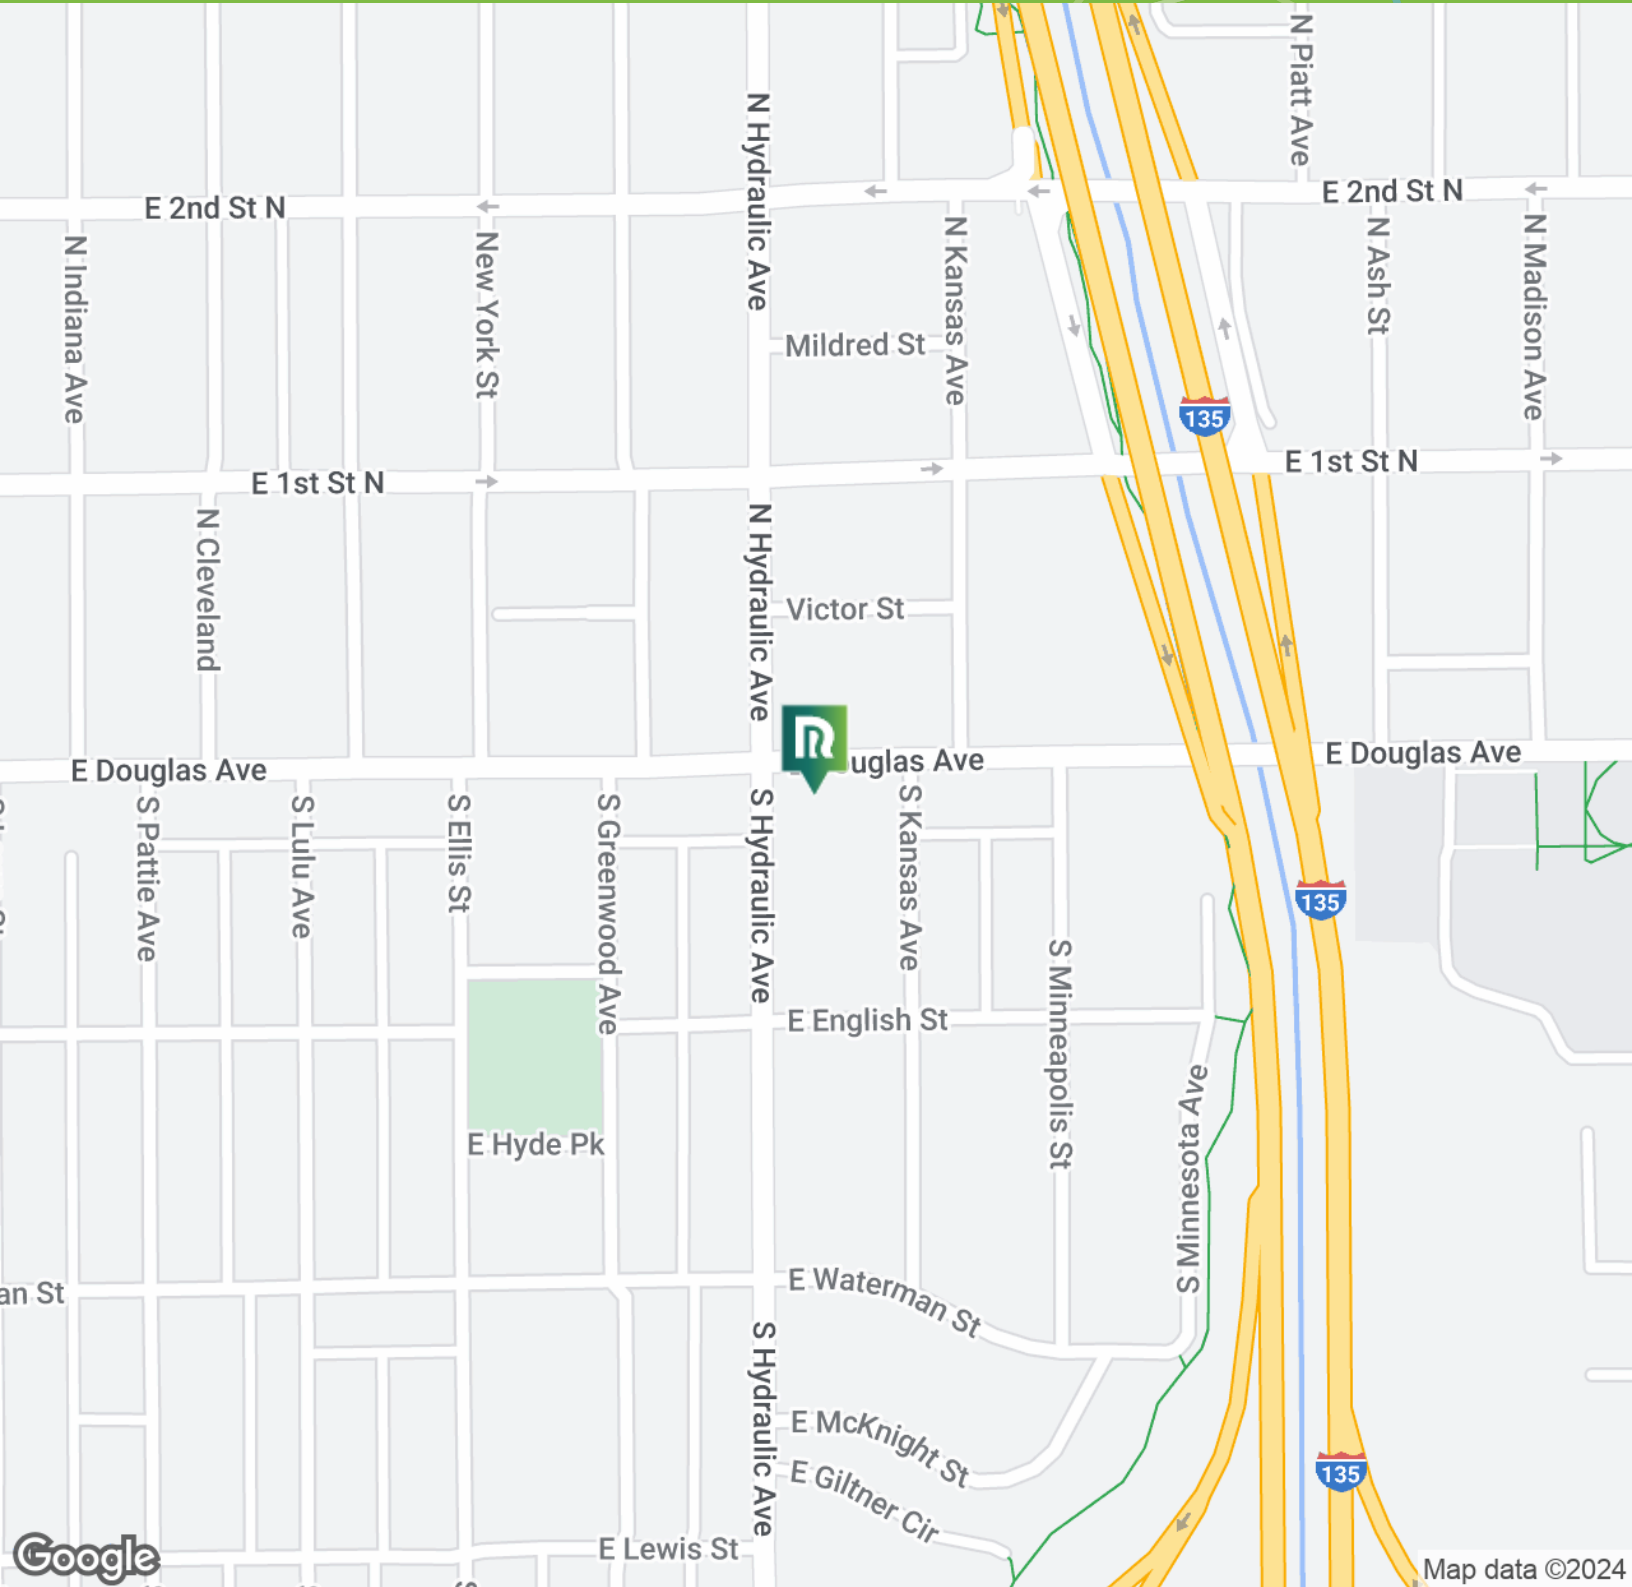 N Piatt Ave
N Hydraulic Ave
E 2nd St N
E 2nd St N
N Indiana Ave
New York St
N Kansas Ave
N Ash St
N Madison Ave
Mildred St
135
E 1st St N
E 1st St N
N Cleveland
N Hydraulic Ave
Victor St
E Douglas Ave
uglas Ave
E Douglas Ave
S Pattie Ave
S Lulu Ave
S Ellis St
S Greenwood Ave
S Hydraulic Ave
S Kansas Ave
135
S Minneapolis St
E English St
S Minnesota Ave
E Hyde Pk
an St
E Waterman St
S Hydraulic Ave
E McKnight St
E Giltner Cir
135
E Lewis St
Google
Map data ©2024